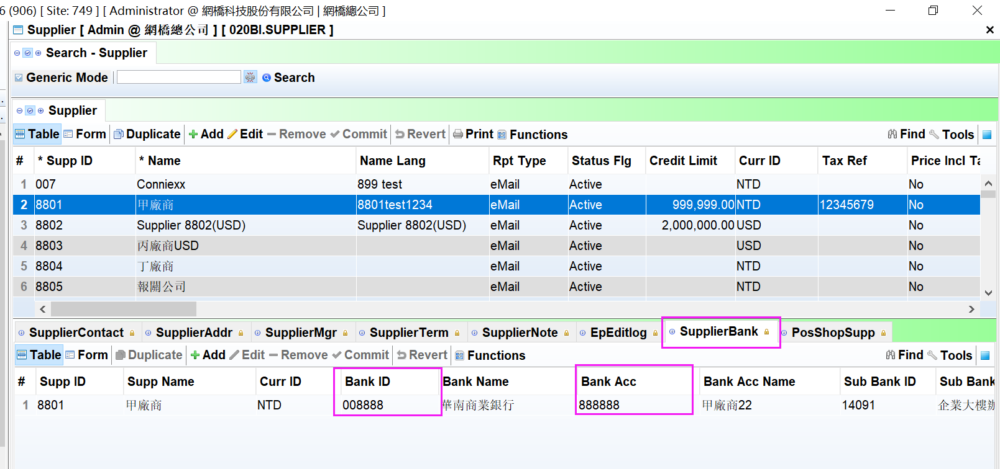 6 (906) [ Site: 749 ] [ Administrator @ 網橋科技股份有限公司 | 網橋總公司 ]
Supplier [ Admin @ 網橋總公司 ] [ 020BI.SUPPLIER ]
Search - Supplier
Generic Mode Search
Supplier
Table Form Duplicate Add Edit Remove Commit Revert Print Functions Find Tools
# * Supp ID * Name Name Lang Rpt Type Status Flg Credit Limit Curr ID Tax Ref Price Incl Ta
1 007 Conniexx 899 test eMail Active NTD No
2 8801 甲廠商 8801test1234 eMail Active 999,999.00 NTD 12345679 No
3 8802 Supplier 8802(USD) Supplier 8802(USD) eMail Active 2,000,000.00 USD No
4 8803 丙廠商USD eMail Active USD No
5 8804 丁廠商 eMail Active NTD No
6 8805 報關公司 eMail Active NTD No
SupplierContact SupplierAddr SupplierMgr SupplierTerm SupplierNote EpEditlog SupplierBank PosShopSupp
Table Form Duplicate Add Edit Remove Commit Revert Functions Find Tools
# Supp ID Supp Name Curr ID Bank ID Bank Name Bank Acc Bank Acc Name Sub Bank ID Sub Bank
1 8801 甲廠商 NTD 008888 華南商業銀行 888888 甲廠商22 14091 企業大樓辦